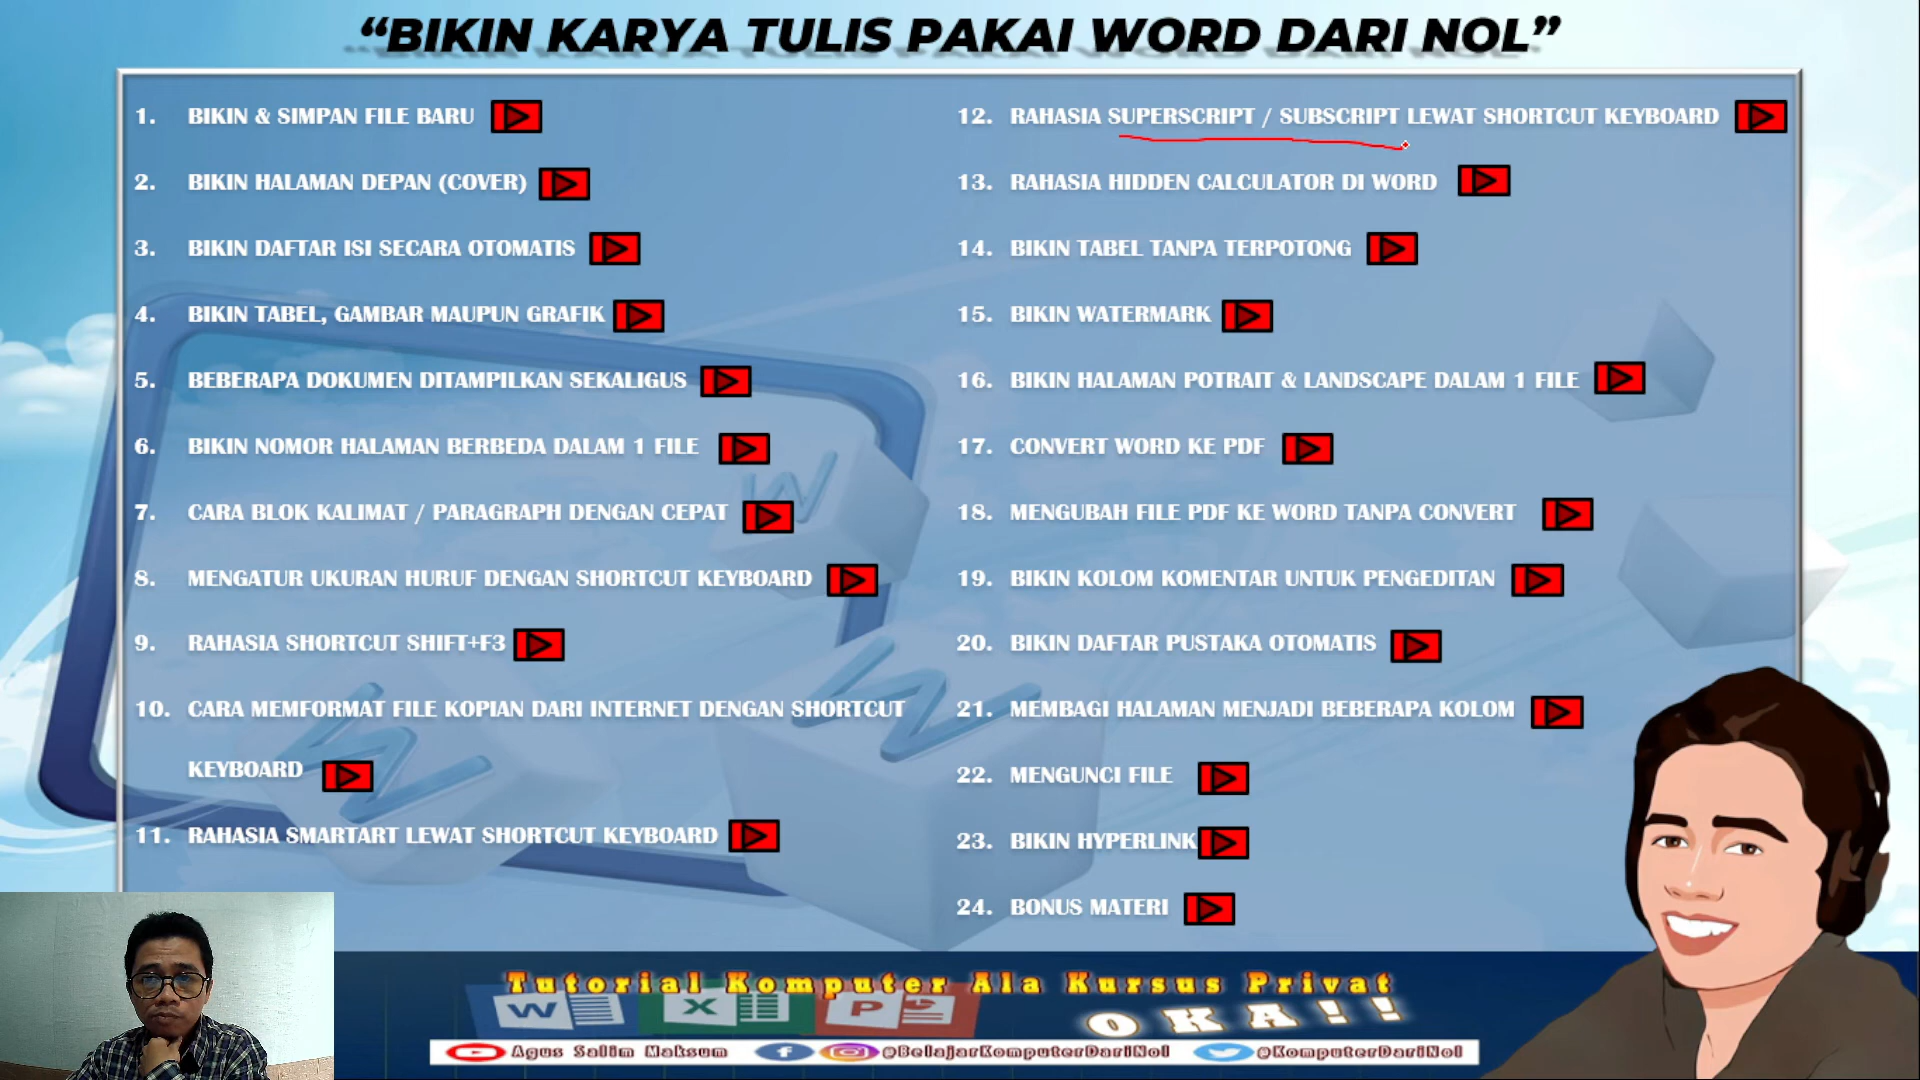 “BIKIN KARYA TULIS PAKAI WORD DARI NOL”
1. BIKIN & SIMPAN FILE BARU
2. BIKIN HALAMAN DEPAN (COVER)
3. BIKIN DAFTAR ISI SECARA OTOMATIS
4. BIKIN TABEL, GAMBAR MAUPUN GRAFIK
5. BEBERAPA DOKUMEN DITAMPILKAN SEKALIGUS
6. BIKIN NOMOR HALAMAN BERBEDA DALAM 1 FILE
7. CARA BLOK KALIMAT / PARAGRAPH DENGAN CEPAT
8. MENGATUR UKURAN HURUF DENGAN SHORTCUT KEYBOARD
9. RAHASIA SHORTCUT SHIFT+F3
10. CARA MEMFORMAT FILE KOPIAN DARI INTERNET DENGAN SHORTCUT
KEYBOARD
11. RAHASIA SMARTART LEWAT SHORTCUT KEYBOARD
12. RAHASIA SUPERSCRIPT / SUBSCRIPT LEWAT SHORTCUT KEYBOARD
13. RAHASIA HIDDEN CALCULATOR DI WORD
14. BIKIN TABEL TANPA TERPOTONG
15. BIKIN WATERMARK
16. BIKIN HALAMAN POTRAIT & LANDSCAPE DALAM 1 FILE
17. CONVERT WORD KE PDF
18. MENGUBAH FILE PDF KE WORD TANPA CONVERT
19. BIKIN KOLOM KOMENTAR UNTUK PENGEDITAN
20. BIKIN DAFTAR PUSTAKA OTOMATIS
21. MEMBAGI HALAMAN MENJADI BEBERAPA KOLOM
22. MENGUNCI FILE
23. BIKIN HYPERLINK
24. BONUS MATERI
Tutorial Komputer Ala Kursus Privat
W X P
OKA!!
Agus Salim Maksum @BelajarKomputerDariNol @KomputerDariNol